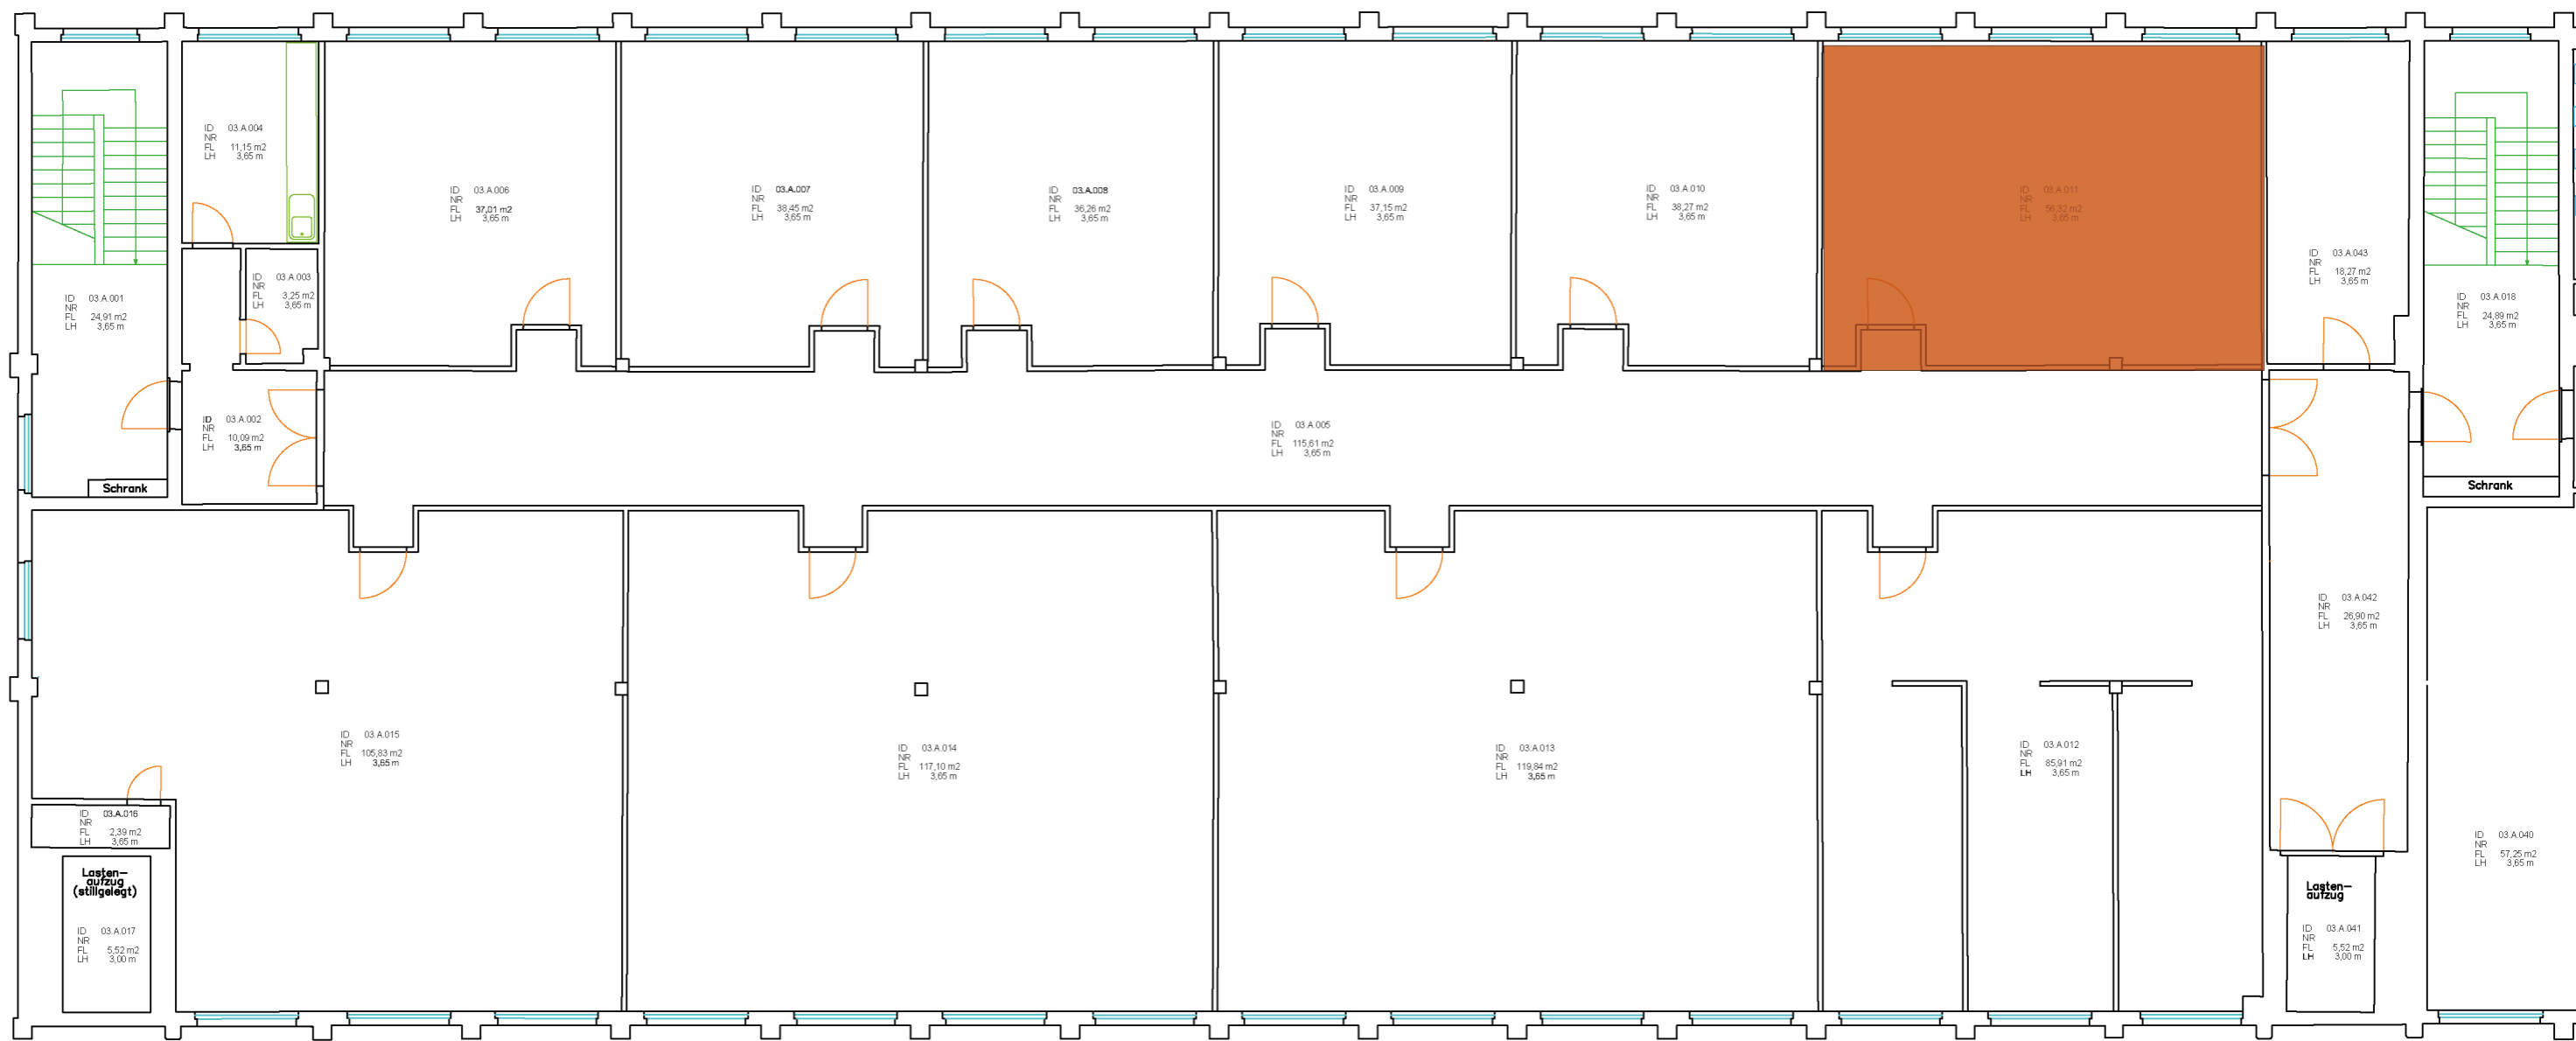 ID 03.A.004
NR
FL 11,15 m2
LH 3,65 m
ID 03.A.006
NR
FL 37,01 m2
LH 3,65 m
ID 03.A.007
NR
FL 38,45 m2
LH 3,65 m
ID 03.A.008
NR
FL 36,26 m2
LH 3,65 m
ID 03.A.009
NR
FL 37,15 m2
LH 3,65 m
ID 03.A.010
NR
FL 38,27 m2
LH 3,65 m
ID 03.A.011
NR
FL 56,32 m2
LH 3,65 m
ID 03.A.043
NR
FL 18,27 m2
LH 3,65 m
ID 03.A.018
NR
FL 24,89 m2
LH 3,65 m
ID 03.A.001
NR
FL 24,91 m2
LH 3,65 m
ID 03.A.003
NR
FL 3,25 m2
LH 3,65 m
ID 03.A.002
NR
FL 10,09 m2
LH 3,65 m
ID 03.A.005
NR
FL 115,61 m2
LH 3,65 m
Schrank
Schrank
ID 03.A.015
NR
FL 105,83 m2
LH 3,65 m
ID 03.A.014
NR
FL 117,10 m2
LH 3,65 m
ID 03.A.013
NR
FL 119,84 m2
LH 3,65 m
ID 03.A.012
NR
FL 85,91 m2
LH 3,65 m
ID 03.A.042
NR
FL 26,90 m2
LH 3,65 m
ID 03.A.040
NR
FL 57,25 m2
LH 3,65 m
ID 03.A.016
NR
FL 2,39 m2
LH 3,65 m
Lasten-
aufzug
(stillgelegt)
ID 03.A.017
NR
FL 5,52 m2
LH 3,00 m
Lasten-
aufzug
ID 03.A.041
NR
FL 5,52 m2
LH 3,00 m